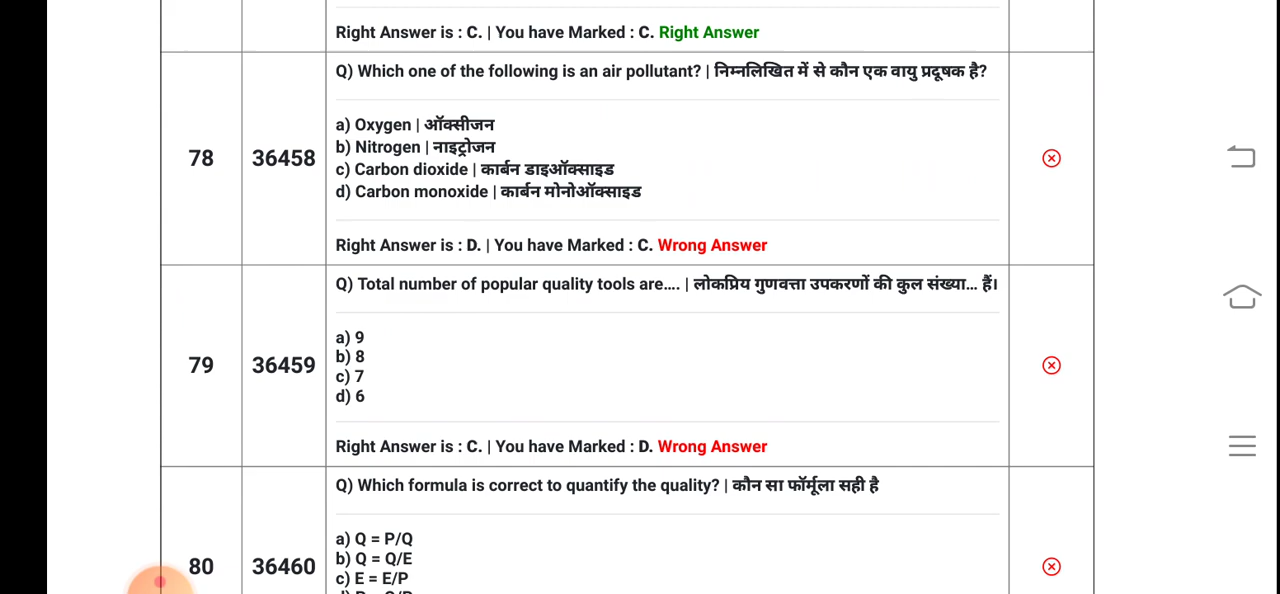 Right Answer is : C. | You have Marked : C. Right Answer
78
36458
Q) Which one of the following is an air pollutant? | निम्नलिखित में से कौन एक वायु प्रदूषक है?
a) Oxygen | ऑक्सीजन
b) Nitrogen | नाइट्रोजन
c) Carbon dioxide | कार्बन डाइऑक्साइड
d) Carbon monoxide | कार्बन मोनोऑक्साइड
Right Answer is : D. | You have Marked : C. Wrong Answer
79
36459
Q) Total number of popular quality tools are.... | लोकप्रिय गुणवत्ता उपकरणों की कुल संख्या... हैं।
a) 9
b) 8
c) 7
d) 6
Right Answer is : C. | You have Marked : D. Wrong Answer
80
36460
Q) Which formula is correct to quantify the quality? | कौन सा फॉर्मूला सही है
a) Q = P/Q
b) Q = Q/E
c) E = E/P